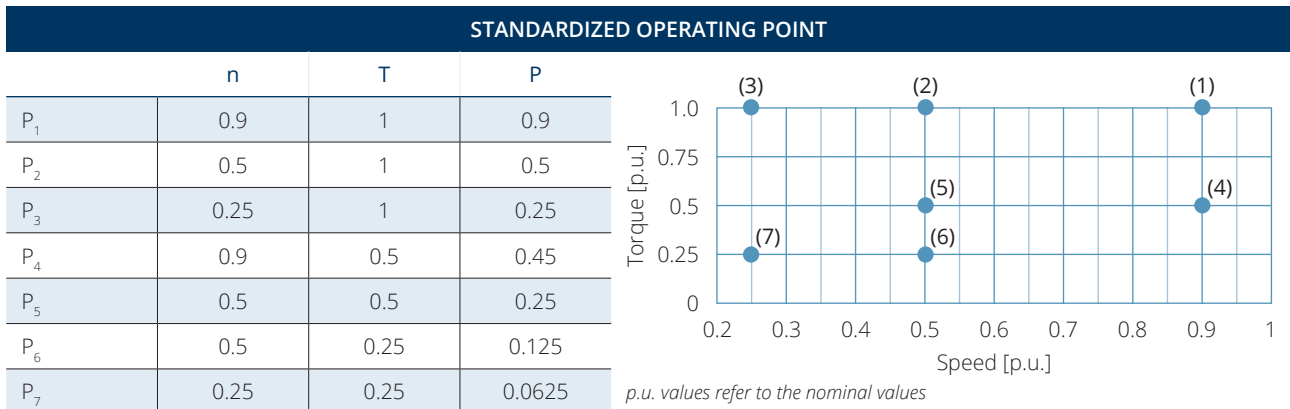 STANDARDIZED OPERATING POINT
n T P
P1 0.9 1 0.9
P2 0.5 1 0.5
P3 0.25 1 0.25
P4 0.9 0.5 0.45
P5 0.5 0.5 0.25
P6 0.5 0.25 0.125
P7 0.25 0.25 0.0625
(3) (2) (1)
1.0
0.75
(5) (4)
0.5
(7) (6)
0.25
0
Torque [p.u.]
0.2 0.3 0.4 0.5 0.6 0.7 0.8 0.9 1
Speed [p.u.]
p.u. values refer to the nominal values